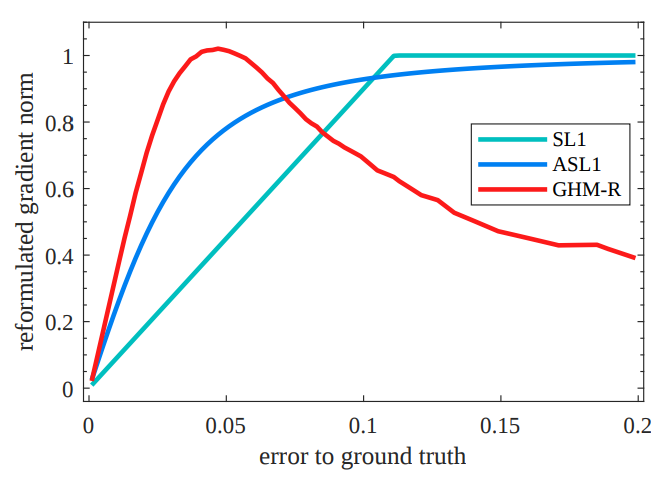 reformulated gradient norm
1
0.8
0.6
0.4
0.2
0
SL1
ASL1
GHM-R
0
0.05
0.1
0.15
0.2
error to ground truth